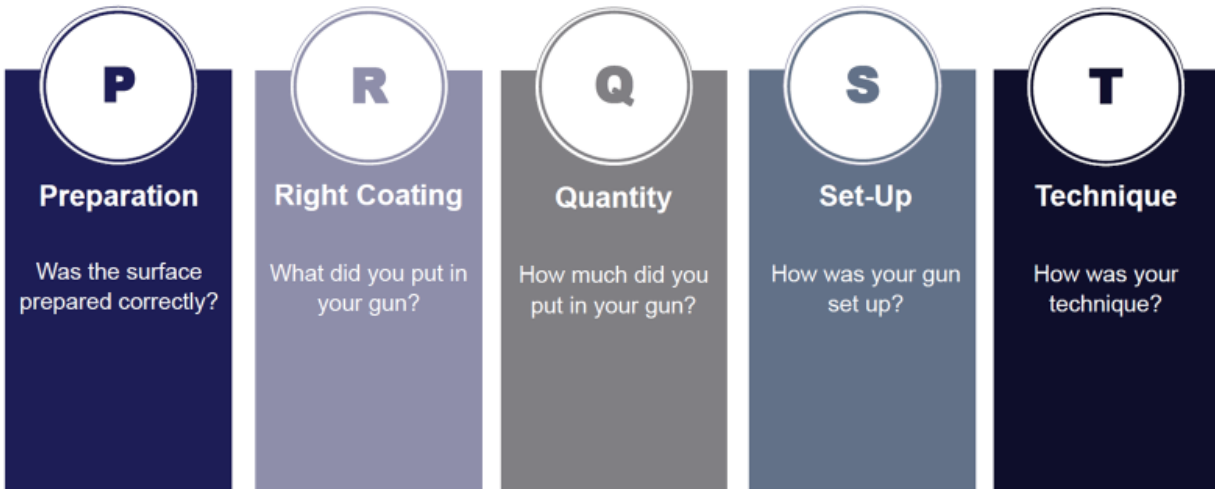 P
Preparation
Was the surface
prepared correctly?
R
Right Coating
What did you put in
your gun?
Q
Quantity
How much did you
put in your gun?
S
Set-Up
How was your gun
set up?
T
Technique
How was your
technique?